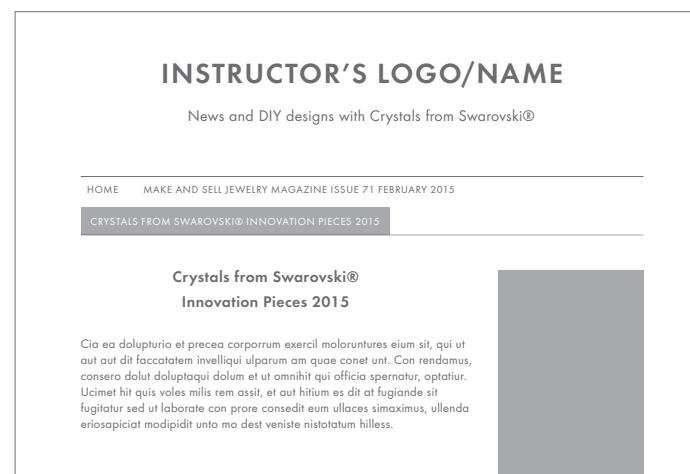 INSTRUCTOR'S LOGO/NAME
News and DIY designs with Crystals from Swarovski®
HOME MAKE AND SELL JEWELRY MAGAZINE ISSUE 71 FEBRUARY 2015
CRYSTALS FROM SWAROVSKI® INNOVATION PIECES 2015
Crystals from Swarovski®
Innovation Pieces 2015
Cia ea dolupturio et precea corporrum exercil moloruntures eium sit, qui ut
aut aut dit faccatatem invelliqui ulparum am quae conet unt. Con rendamus,
consero dolut doluptaqui dolum et ut omnihit qui officia spernatur, optatiur.
Ucimet hit quis voles milis rem assit, et aut hitium es dit at fugiande sit
fugitatur sed ut laborate con prore consedit eum ullaces simaximus, ullenda
eriosapiciat modipidit unto mo dest veniste nistotatum hilless.